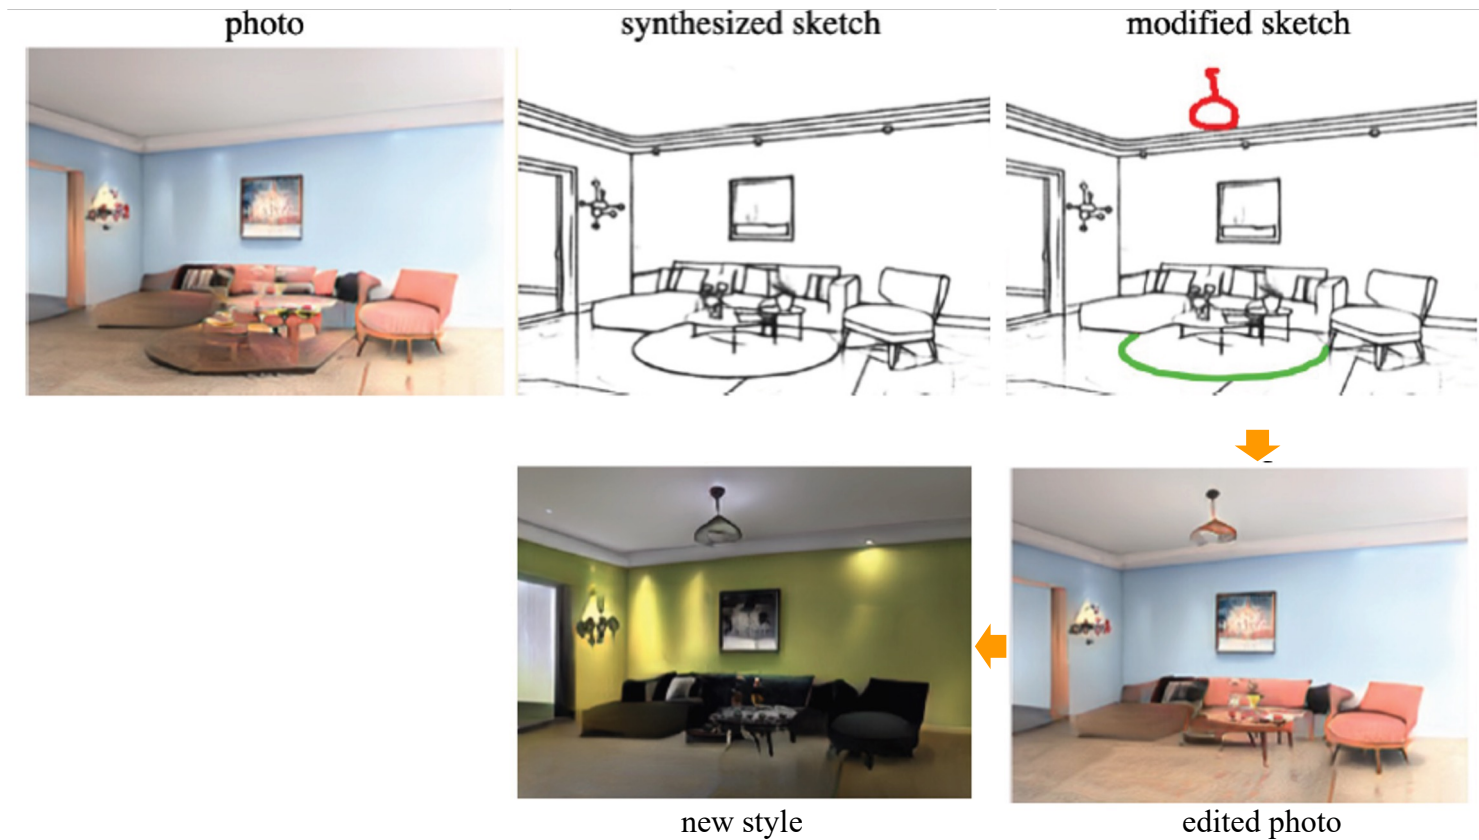 photo
synthesized sketch
modified sketch
new style
edited photo